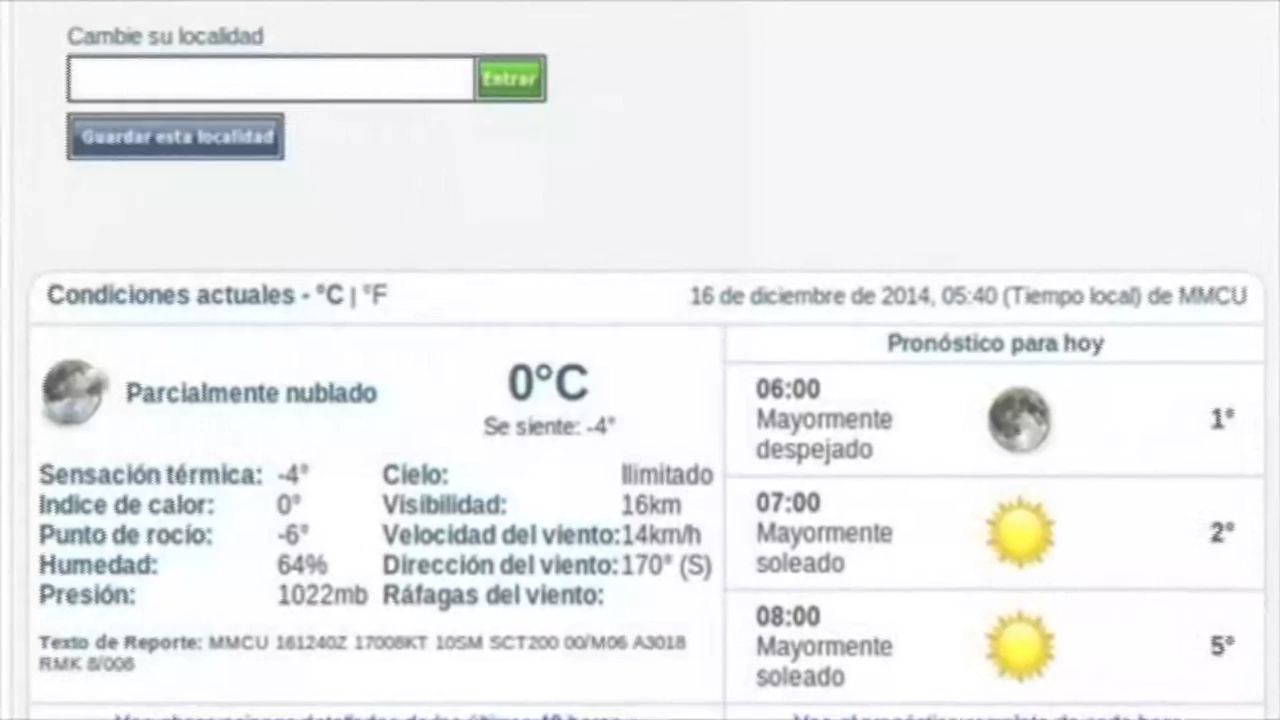 Cambie su localidad
Entrar
Guardar esta localidad
Condiciones actuales - °C | °F
16 de diciembre de 2014, 05:40 (Tiempo local) de MMCU
Parcialmente nublado
0°C
Se siente: -4°
Sensación térmica: -4° Cielo: Ilimitado
Indice de calor: 0° Visibilidad: 16km
Punto de rocío: -6° Velocidad del viento: 14km/h
Humedad: 64% Dirección del viento: 170° (S)
Presión: 1022mb Ráfagas del viento:
Texto de Reporte: MMCU 161240Z 17008KT 10SM SCT200 00/M06 A3018
RMK 8/006
Pronóstico para hoy
06:00
Mayormente 1°
despejado
07:00
Mayormente 2°
soleado
08:00
Mayormente 5°
soleado